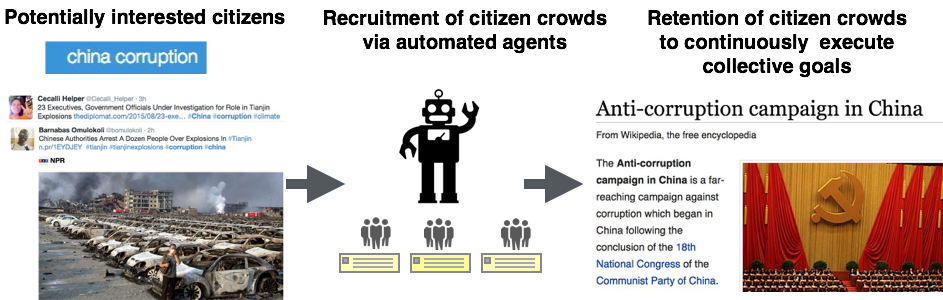 Potentially interested citizens
china corruption
Cecalli Helper @Cecalli_Helper · 3h
23 Executives, Government Officials Under Investigation for Role in Tianjin
Explosions thediplomat.com/2015/08/23-exe... #China #corruption #climate
Barnabas Omulokoli @bomulokoli · 2h
Chinese Authorities Arrest A Dozen People Over Explosions In #Tianjin
n.pr/1EYDJEY #tianjin #tianjinexplosions #corruption #china
NPR
Recruitment of citizen crowds
via automated agents
Retention of citizen crowds
to continuously execute
collective goals
Anti-corruption campaign in China
From Wikipedia, the free encyclopedia
The Anti-corruption
campaign in China is a far-
reaching campaign against
corruption which began in
China following the
conclusion of the 18th
National Congress of the
Communist Party of China.